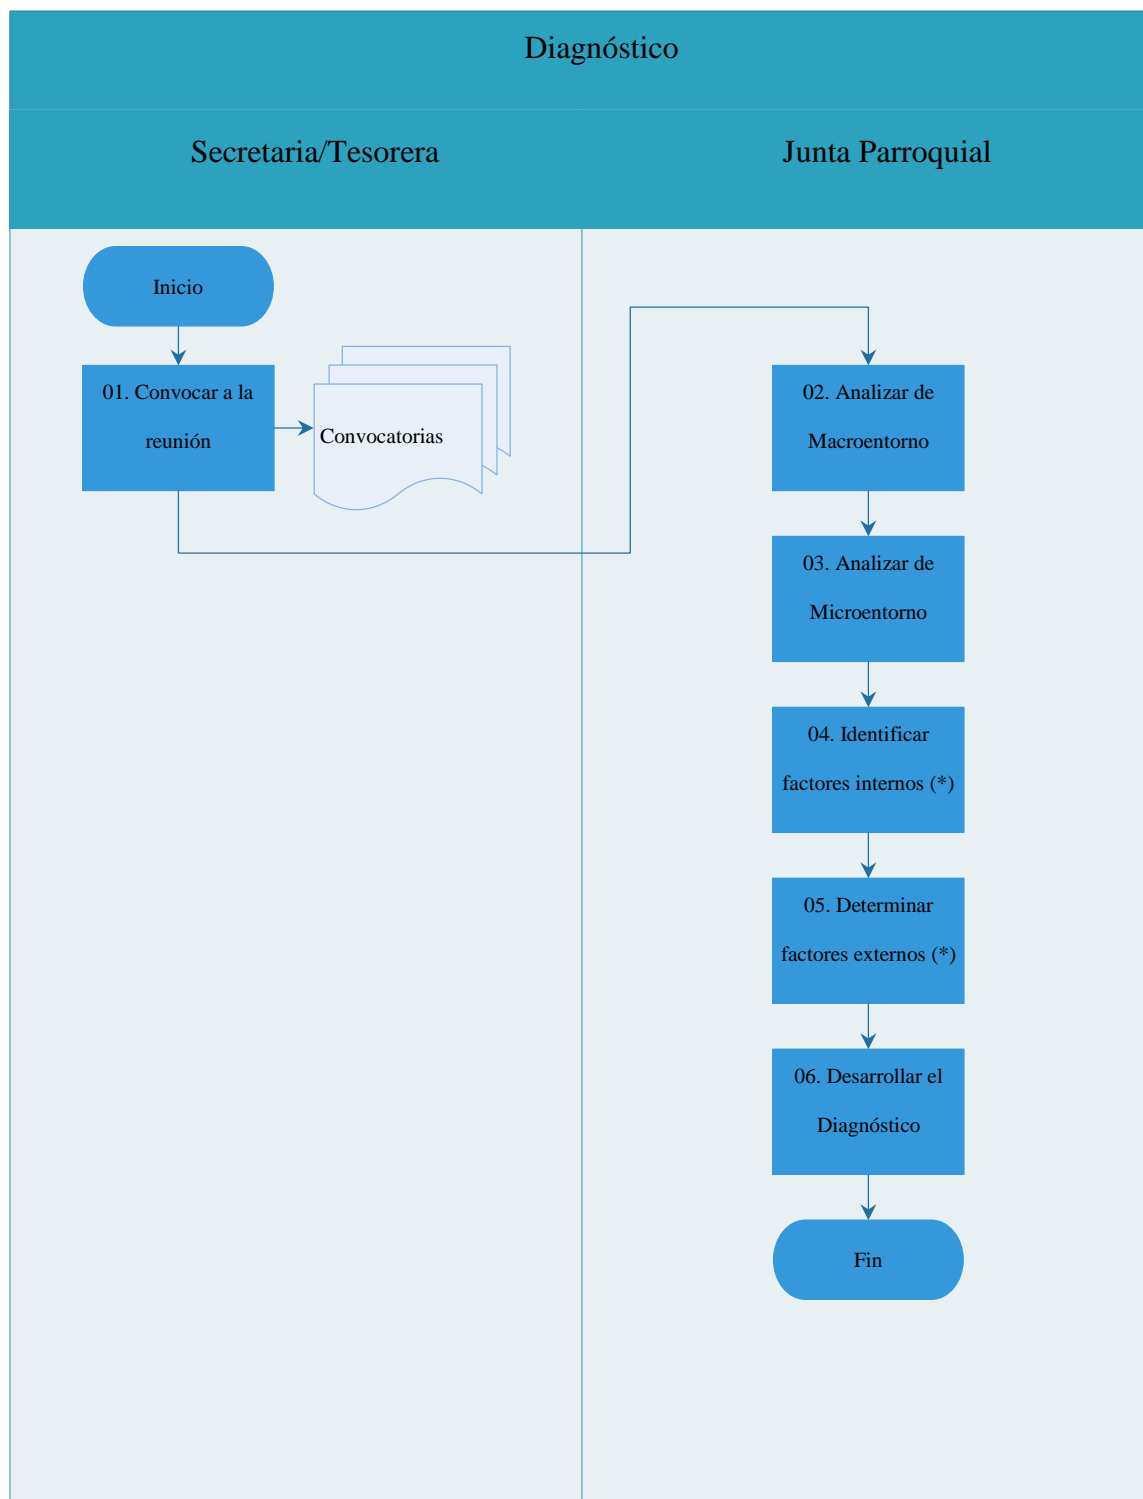 Diagnóstico
Secretaria/Tesorera
Junta Parroquial
Inicio
01. Convocar a la
reunión
Convocatorias
02. Analizar de
Macroentorno
03. Analizar de
Microentorno
04. Identificar
factores internos (*)
05. Determinar
factores externos (*)
06. Desarrollar el
Diagnóstico
Fin